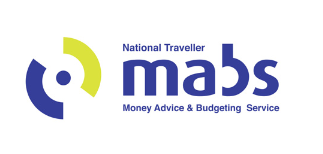 National Traveller
mabs
Money Advice & Budgeting Service